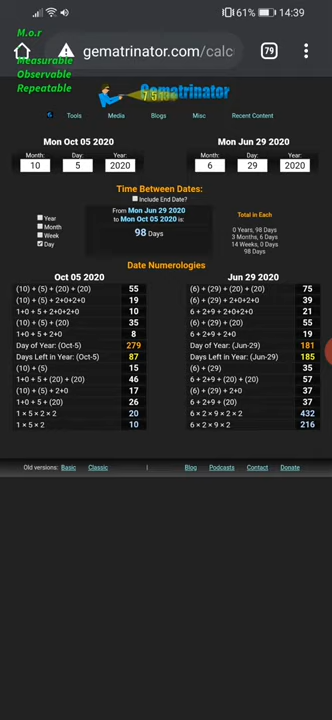 61% 14:39
M.o.r
Measurable
Observable
Repeatable
gematrinator.com/calc
79
Gematrinator
Tools Media Blogs Misc Recent Content
Mon Oct 05 2020 Mon Jun 29 2020
Month: Day: Year: Month: Day: Year:
10 5 2020 6 29 2020
Time Between Dates:
Include End Date?
Year
Month
Week
Day
From Mon Jun 29 2020
to Mon Oct 05 2020 is:
98 Days
Total in Each
0 Years, 98 Days
3 Months, 6 Days
14 Weeks, 0 Days
98 Days
Date Numerologies
Oct 05 2020 Jun 29 2020
(10) + (5) + (20) + (20) 55 (6) + (29) + (20) + (20) 75
(10) + (5) + 2+0+2+0 19 (6) + (29) + 2+0+2+0 39
1+0 + 5 + 2+0+2+0 10 6 + 2+9 + 2+0+2+0 21
(10) + (5) + (20) 35 (6) + (29) + (20) 55
1+0 + 5 + 2+0 8 6 + 2+9 + 2+0 19
Day of Year: (Oct-5) 279 Day of Year: (Jun-29) 181
Days Left in Year: (Oct-5) 87 Days Left in Year: (Jun-29) 185
(10) + (5) 15 (6) + (29) 35
1+0 + 5 + (20) + (20) 46 6 + 2+9 + (20) + (20) 57
(10) + (5) + 2+0 17 (6) + (29) + 2+0 37
1+0 + 5 + (20) 26 6 + 2+9 + (20) 37
1 × 5 × 2 × 2 20 6 × 2 × 9 × 2 × 2 432
1 × 5 × 2 10 6 × 2 × 9 × 2 216
Old versions: Basic Classic | Blog Podcasts Contact Donate